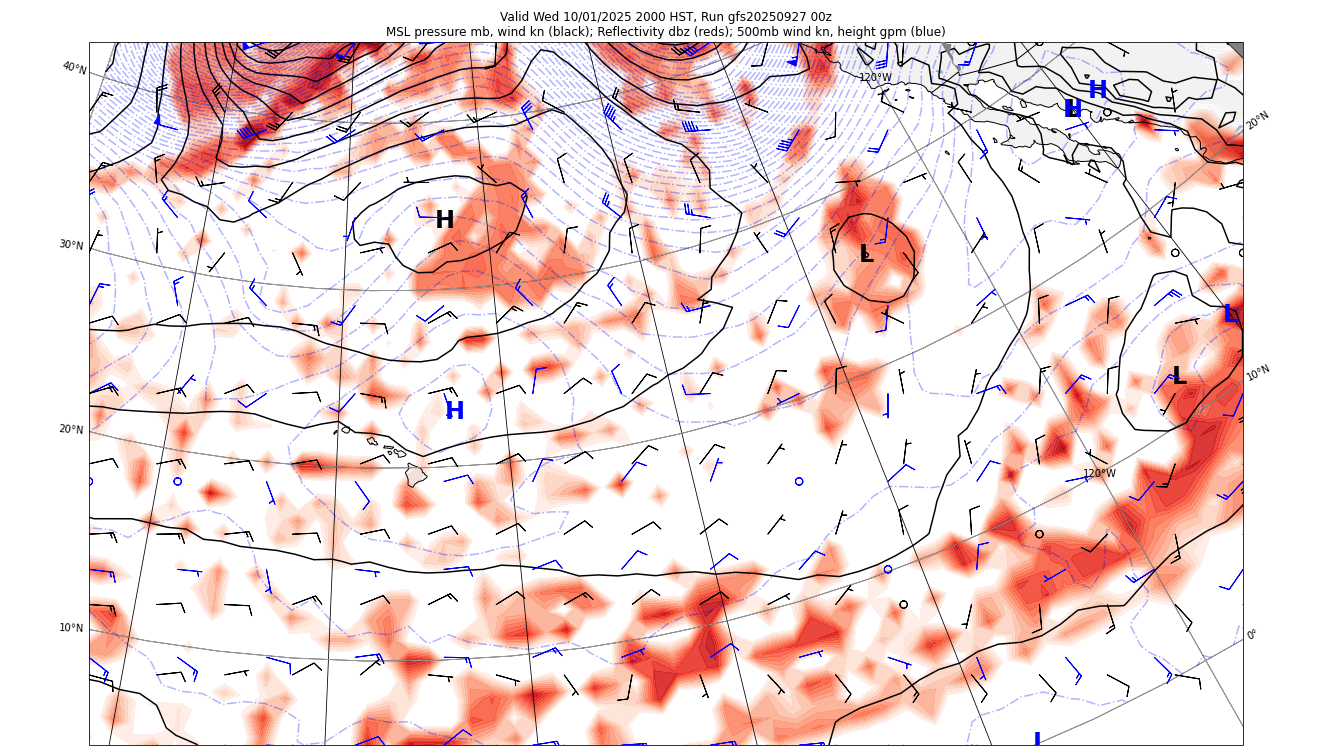 Valid Wed 10/01/2025 2000 HST, Run gfs20250927 00z
MSL pressure mb, wind kn (black); Reflectivity dbz (reds); 500mb wind kn, height gpm (blue)
40°N
120°W
H
H
20°N
H
30°N
L
L
L
10°N
H
20°N
120°W
10°N
0°
L